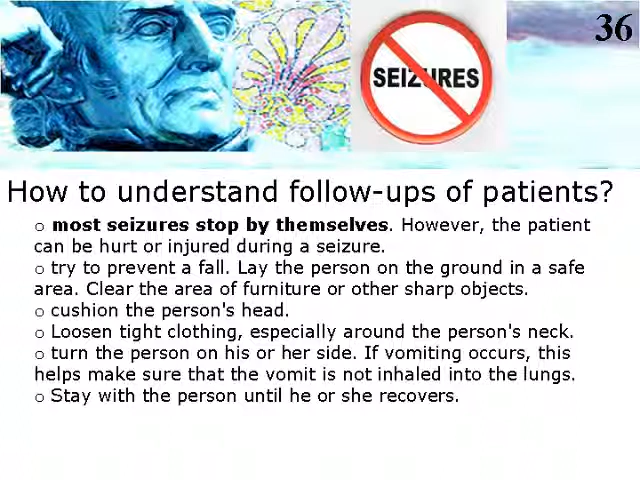 36
SEIZURES
How to understand follow-ups of patients?
o most seizures stop by themselves. However, the patient
can be hurt or injured during a seizure.
o try to prevent a fall. Lay the person on the ground in a safe
area. Clear the area of furniture or other sharp objects.
o cushion the person's head.
o Loosen tight clothing, especially around the person's neck.
o turn the person on his or her side. If vomiting occurs, this
helps make sure that the vomit is not inhaled into the lungs.
o Stay with the person until he or she recovers.